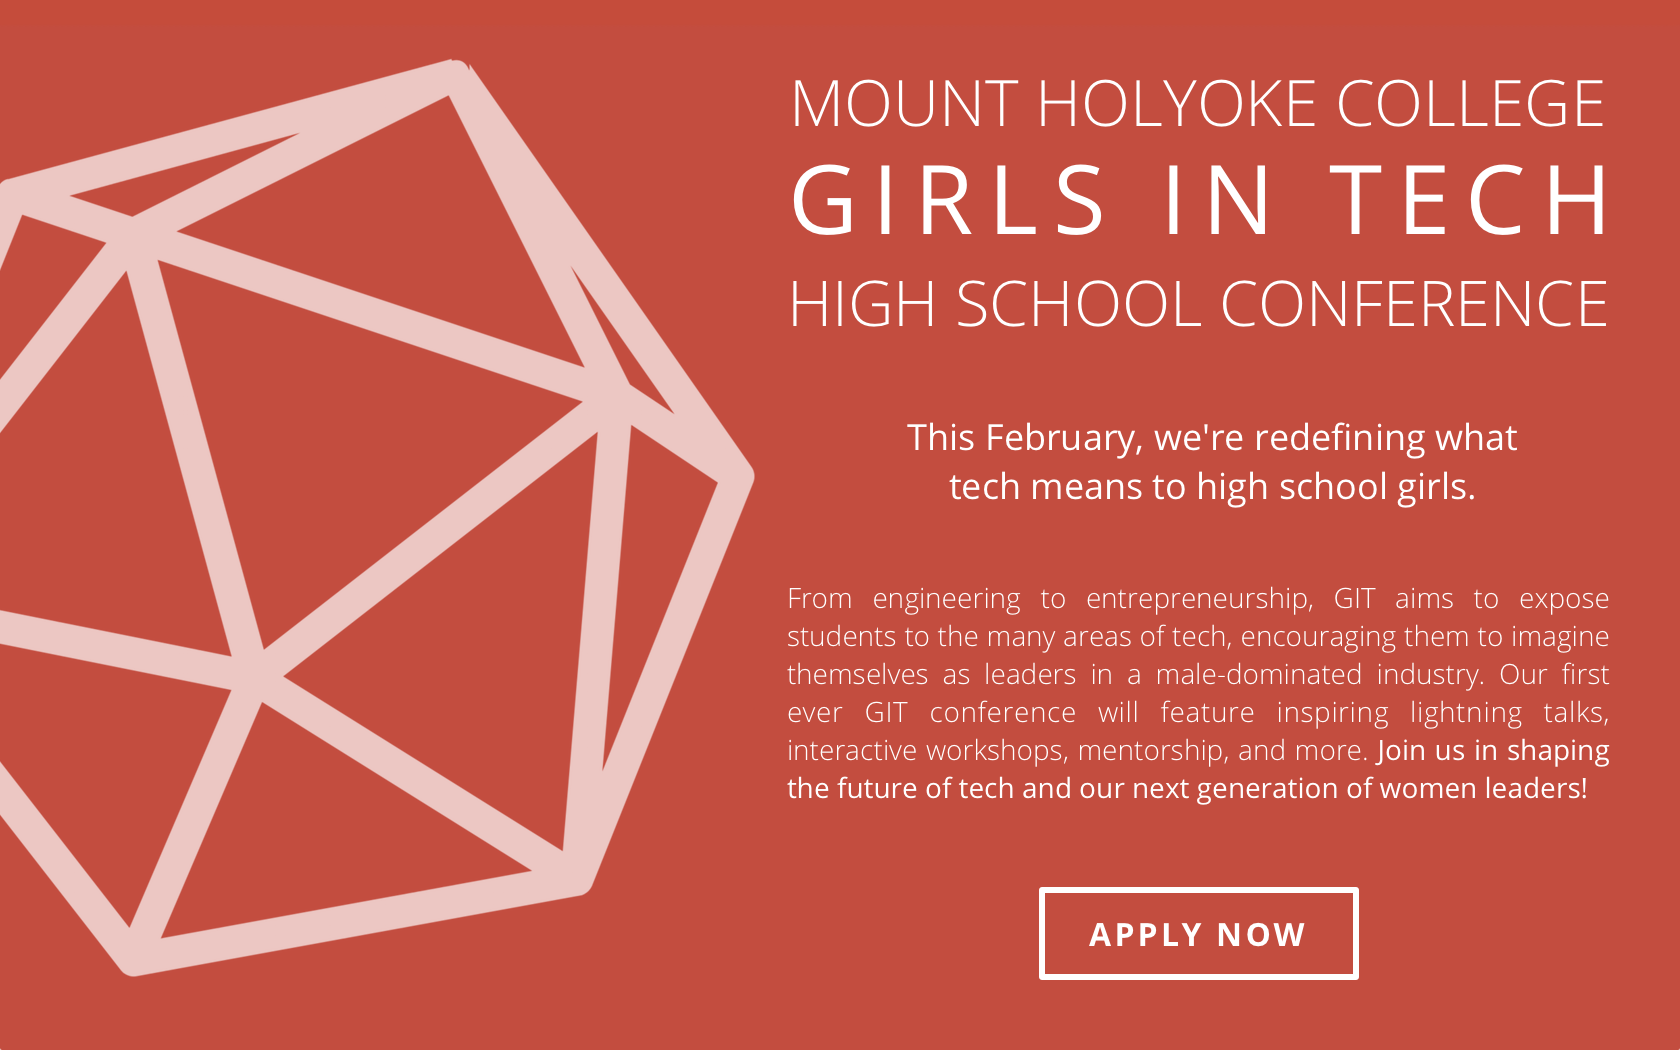 MOUNT HOLYOKE COLLEGE
GIRLS IN TECH
HIGH SCHOOL CONFERENCE
This February, we're redefining what
tech means to high school girls.
From engineering to entrepreneurship, GIT aims to expose
students to the many areas of tech, encouraging them to imagine
themselves as leaders in a male-dominated industry. Our first
ever GIT conference will feature inspiring lightning talks,
interactive workshops, mentorship, and more. Join us in shaping
the future of tech and our next generation of women leaders!
APPLY NOW